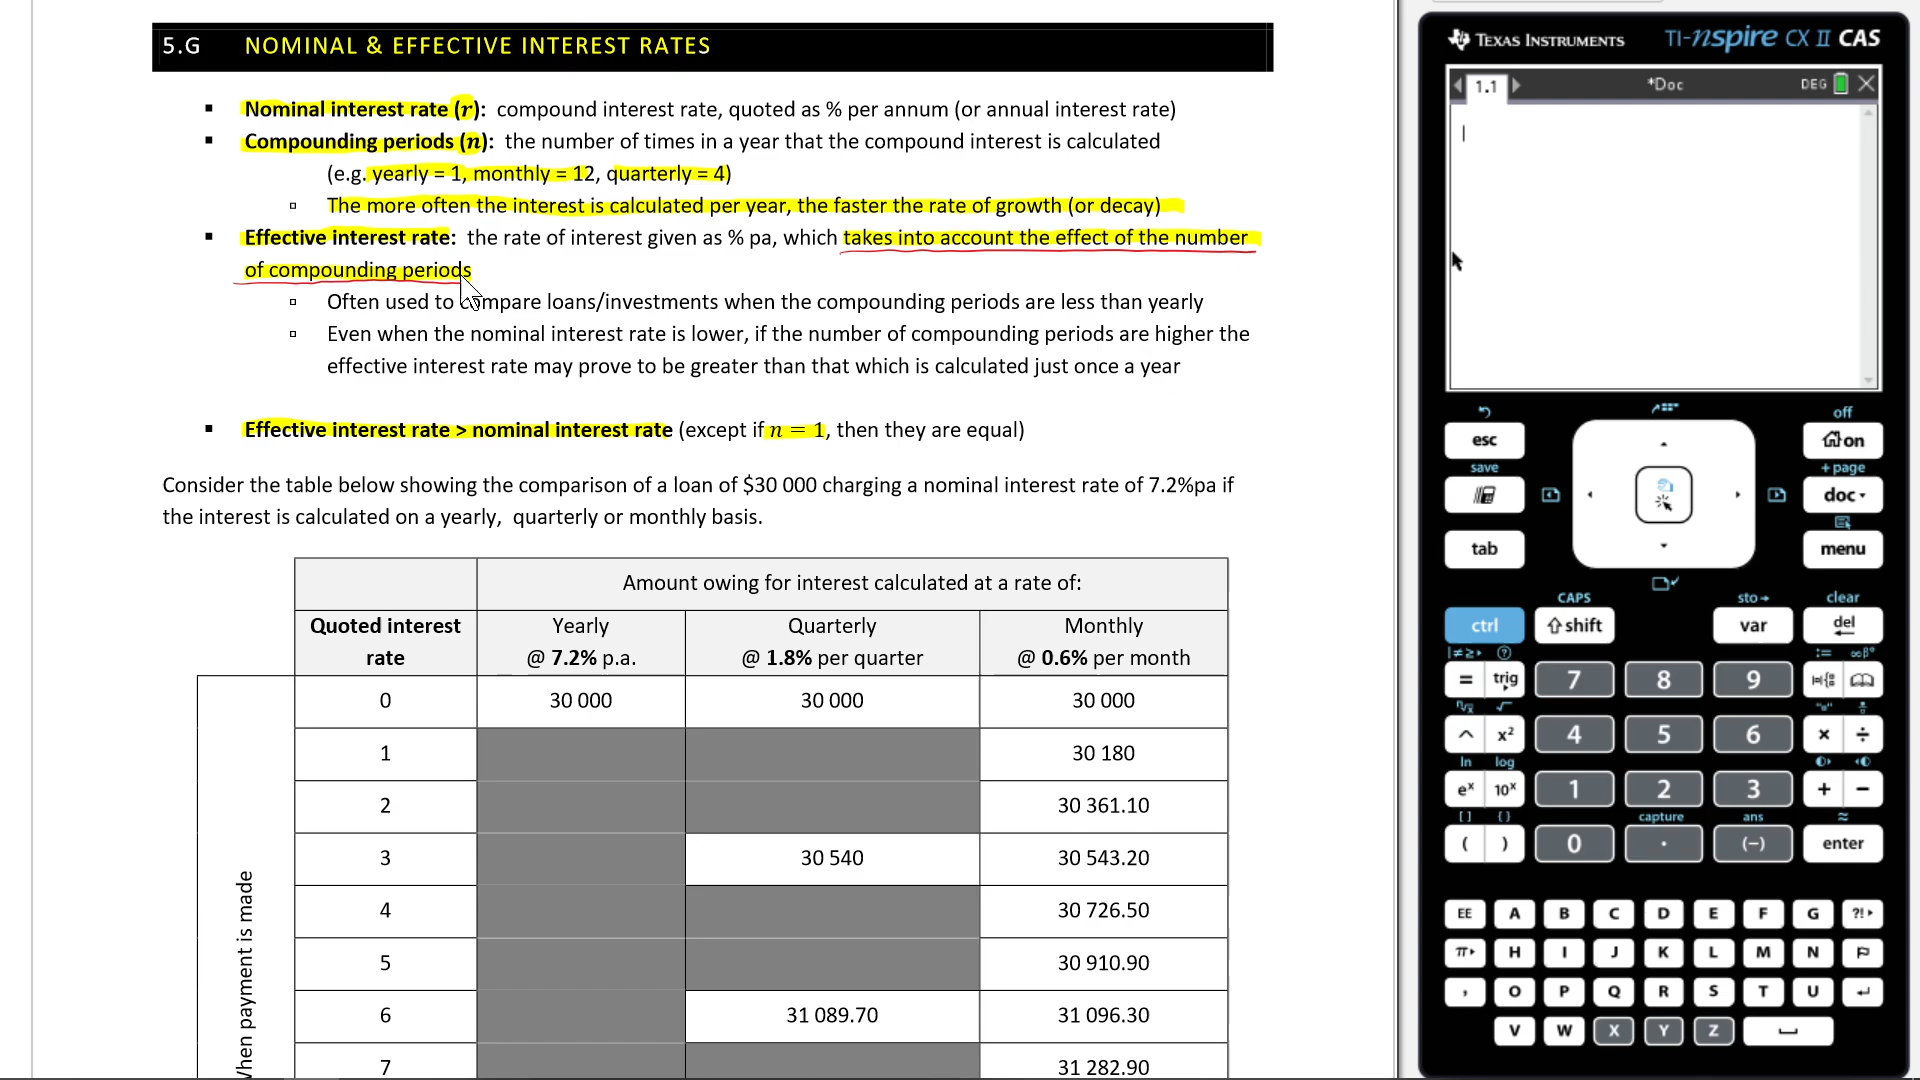 5.G NOMINAL & EFFECTIVE INTEREST RATES
▪ Nominal interest rate (r): compound interest rate, quoted as % per annum (or annual interest rate)
▪ Compounding periods (n): the number of times in a year that the compound interest is calculated
(e.g. yearly = 1, monthly = 12, quarterly = 4)
▫ The more often the interest is calculated per year, the faster the rate of growth (or decay)
▪ Effective interest rate: the rate of interest given as % pa, which takes into account the effect of the number
of compounding periods
▫ Often used to compare loans/investments when the compounding periods are less than yearly
▫ Even when the nominal interest rate is lower, if the number of compounding periods are higher the
effective interest rate may prove to be greater than that which is calculated just once a year
▪ Effective interest rate > nominal interest rate (except if n = 1, then they are equal)
Consider the table below showing the comparison of a loan of $30 000 charging a nominal interest rate of 7.2%pa if
the interest is calculated on a yearly, quarterly or monthly basis.
Amount owing for interest calculated at a rate of:
Quoted interest rate Yearly @ 7.2% p.a. Quarterly @ 1.8% per quarter Monthly @ 0.6% per month
0 30 000 30 000 30 000
1 30 180
2 30 361.10
3 30 540 30 543.20
4 30 726.50
5 30 910.90
6 31 089.70 31 096.30
7 31 282.90
When payment is made
TEXAS INSTRUMENTS TI-nspire CX II CAS
1.1 *Doc DEG
off
esc on
save +page
doc
tab menu
CAPS sto→ clear
ctrl shift var del
= trig 7 8 9
^ x² 4 5 6 × ÷
ln log
eˣ 10ˣ 1 2 3 + −
[ ] { } capture ans ≈
( ) 0 . (−) enter
EE A B C D E F G ?!▸
π▸ H I J K L M N
, O P Q R S T U
V W X Y Z